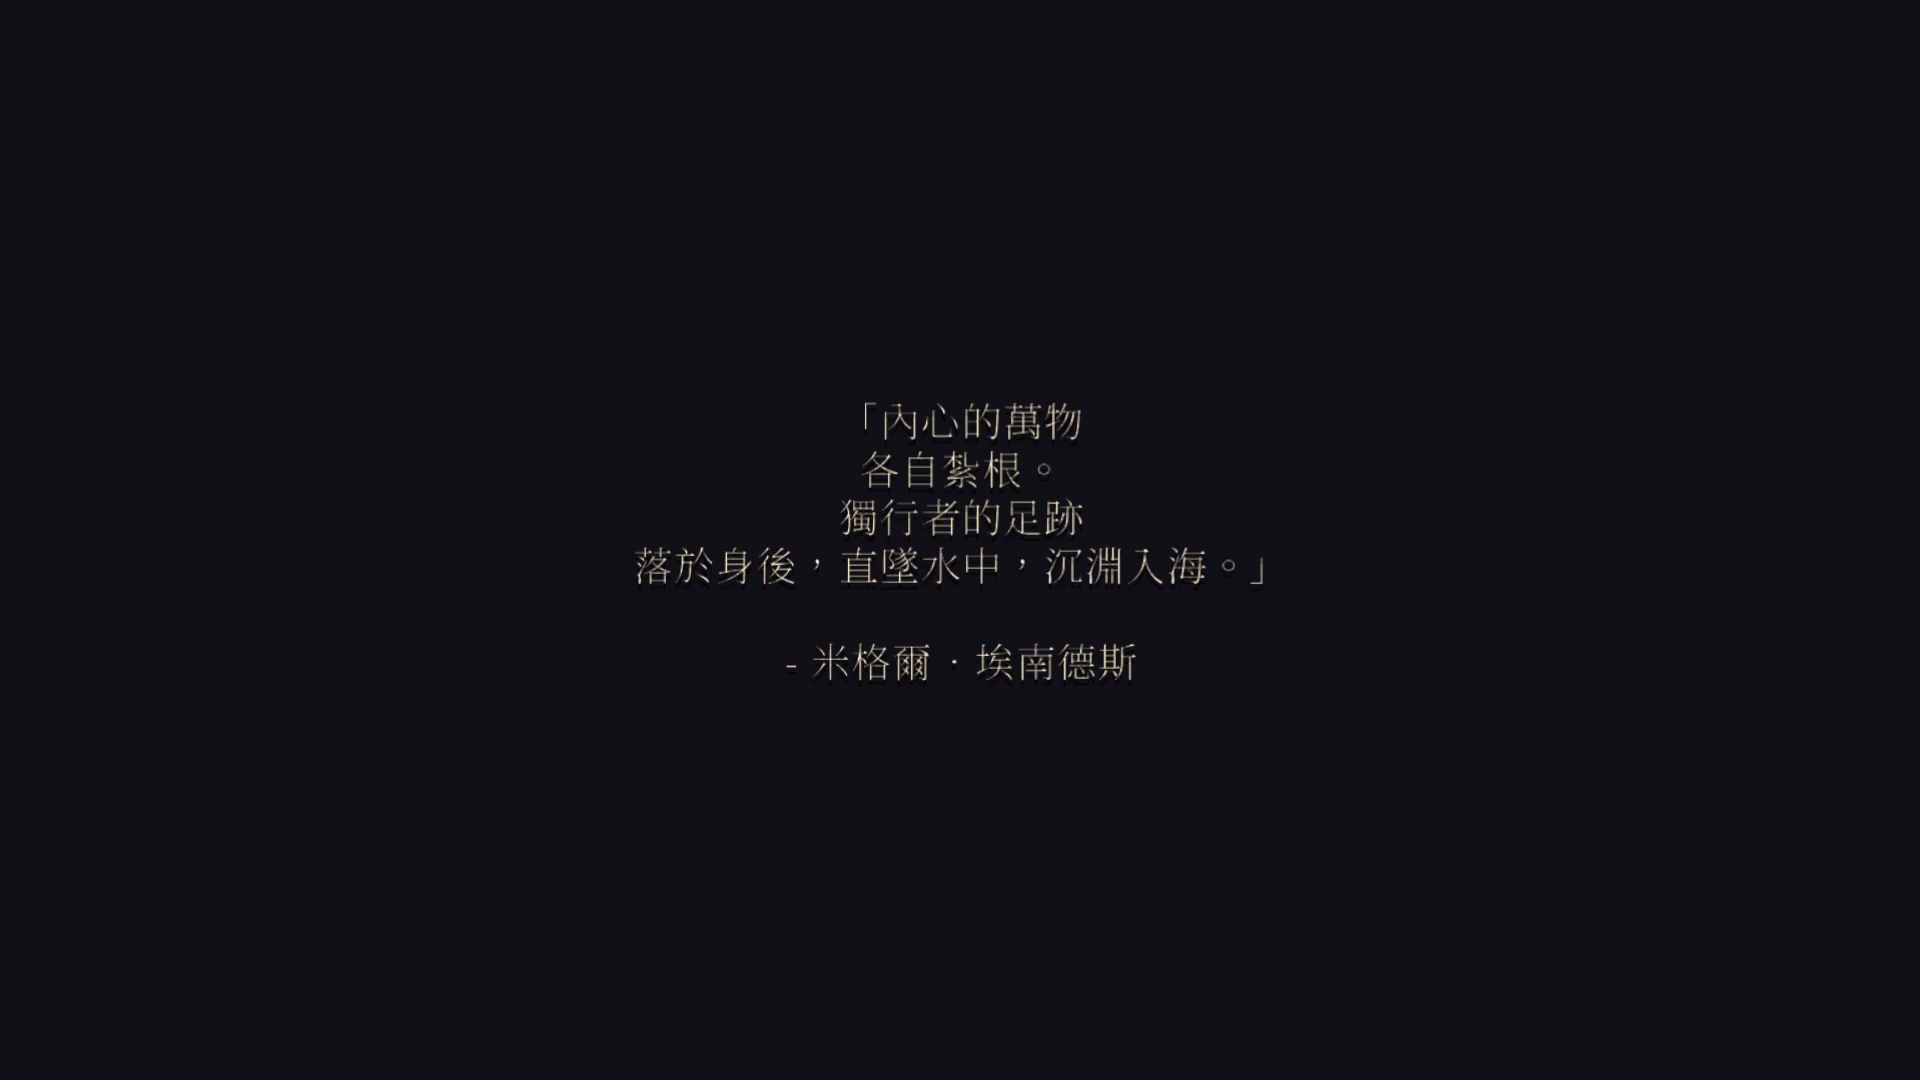 「內心的萬物
各自紮根。
獨行者的足跡
落於身後，直墜水中，沉淵入海。」
- 米格爾．埃南德斯